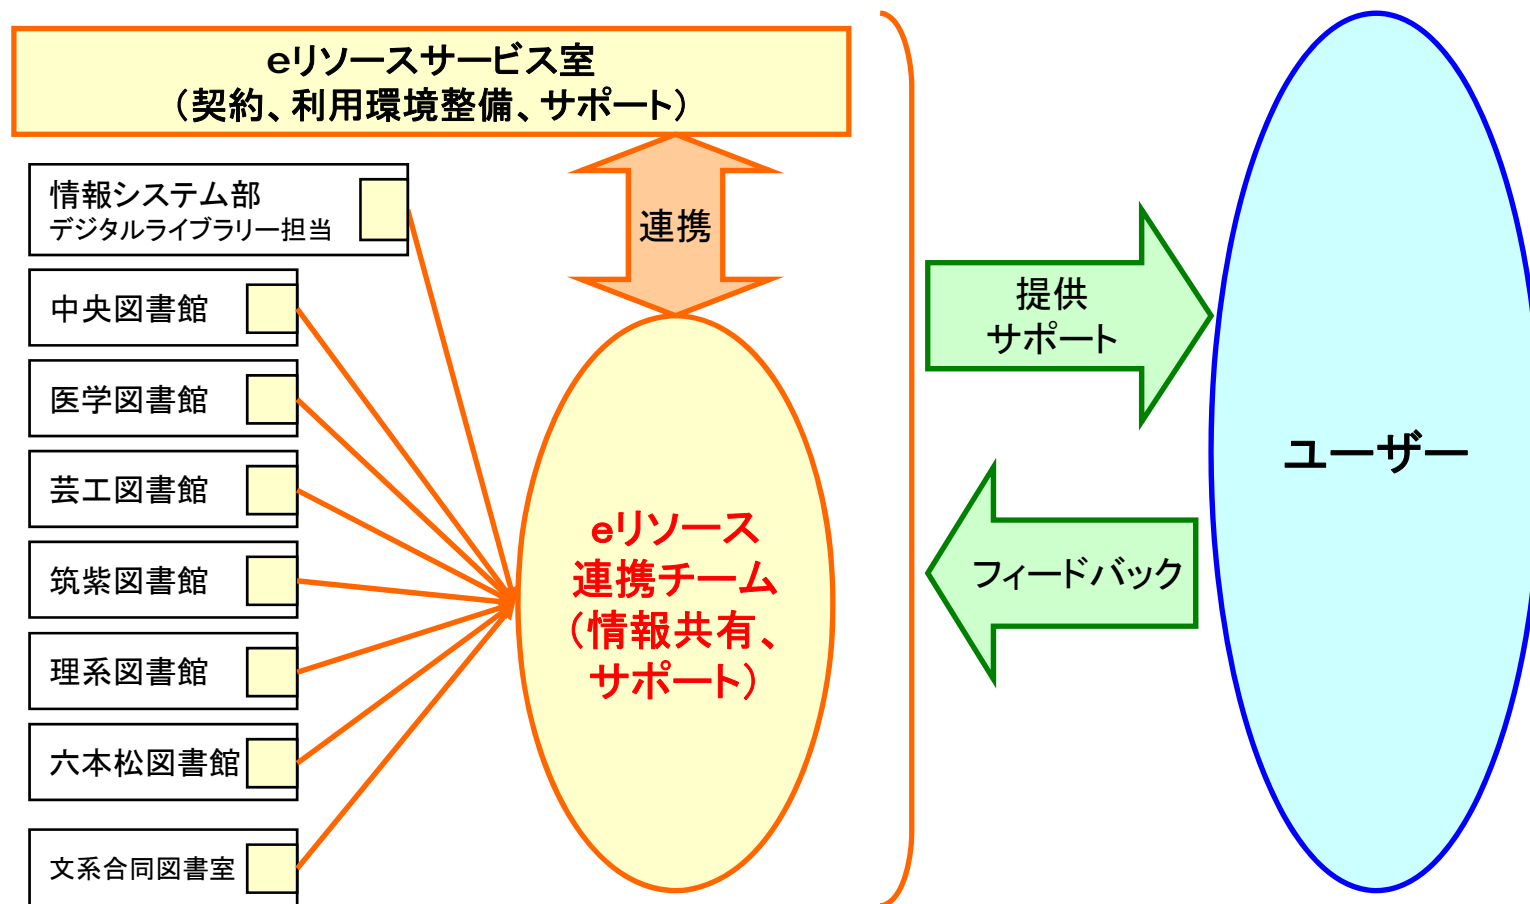 eリソースサービス室
（契約、利用環境整備、サポート）
情報システム部
デジタルライブラリー担当
中央図書館
医学図書館
芸工図書館
筑紫図書館
理系図書館
六本松図書館
文系合同図書室
連携
eリソース
連携チーム
（情報共有、
サポート）
提供
サポート
フィードバック
ユーザー